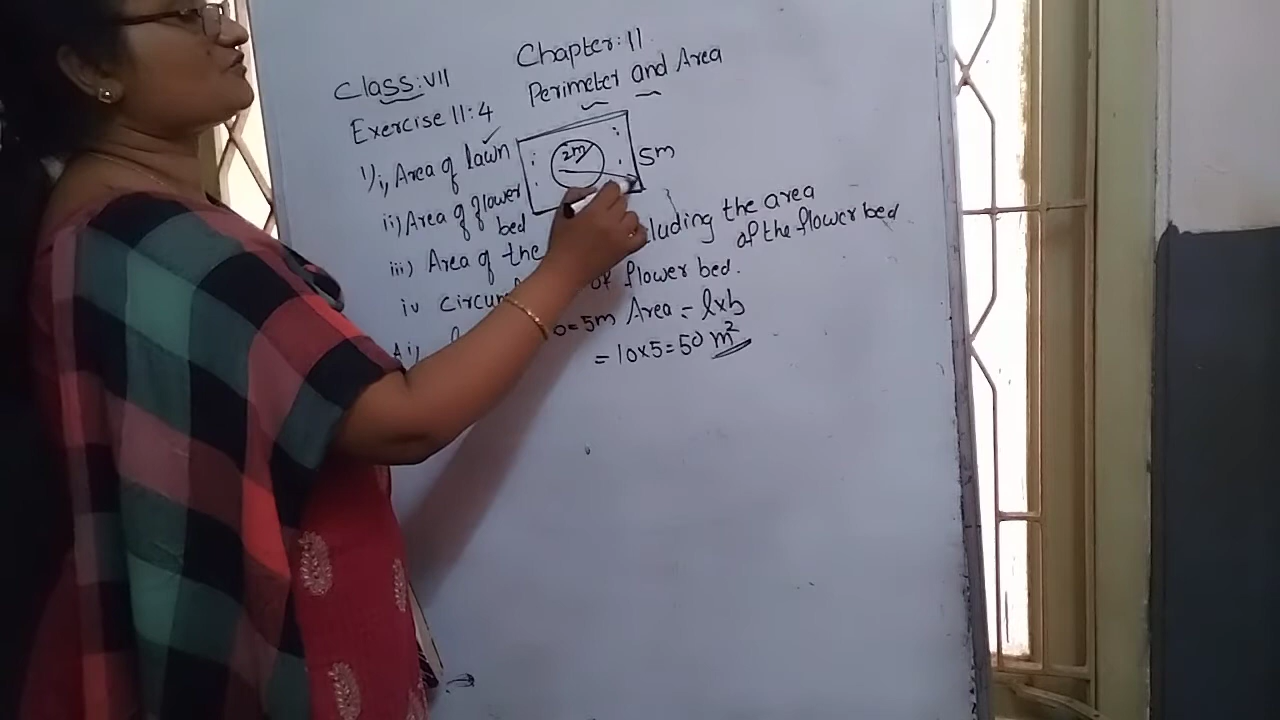 Chapter:11
Class:VII
Perimeter and Area
Exercise 11:4
1) i, Area of lawn
2m
5m
ii) Area of flower
bed
iii) Area of the cluding the area
of the flower bed
iv circum of flower bed.
A i) b=5m Area = l×b
= 10×5=50 m²